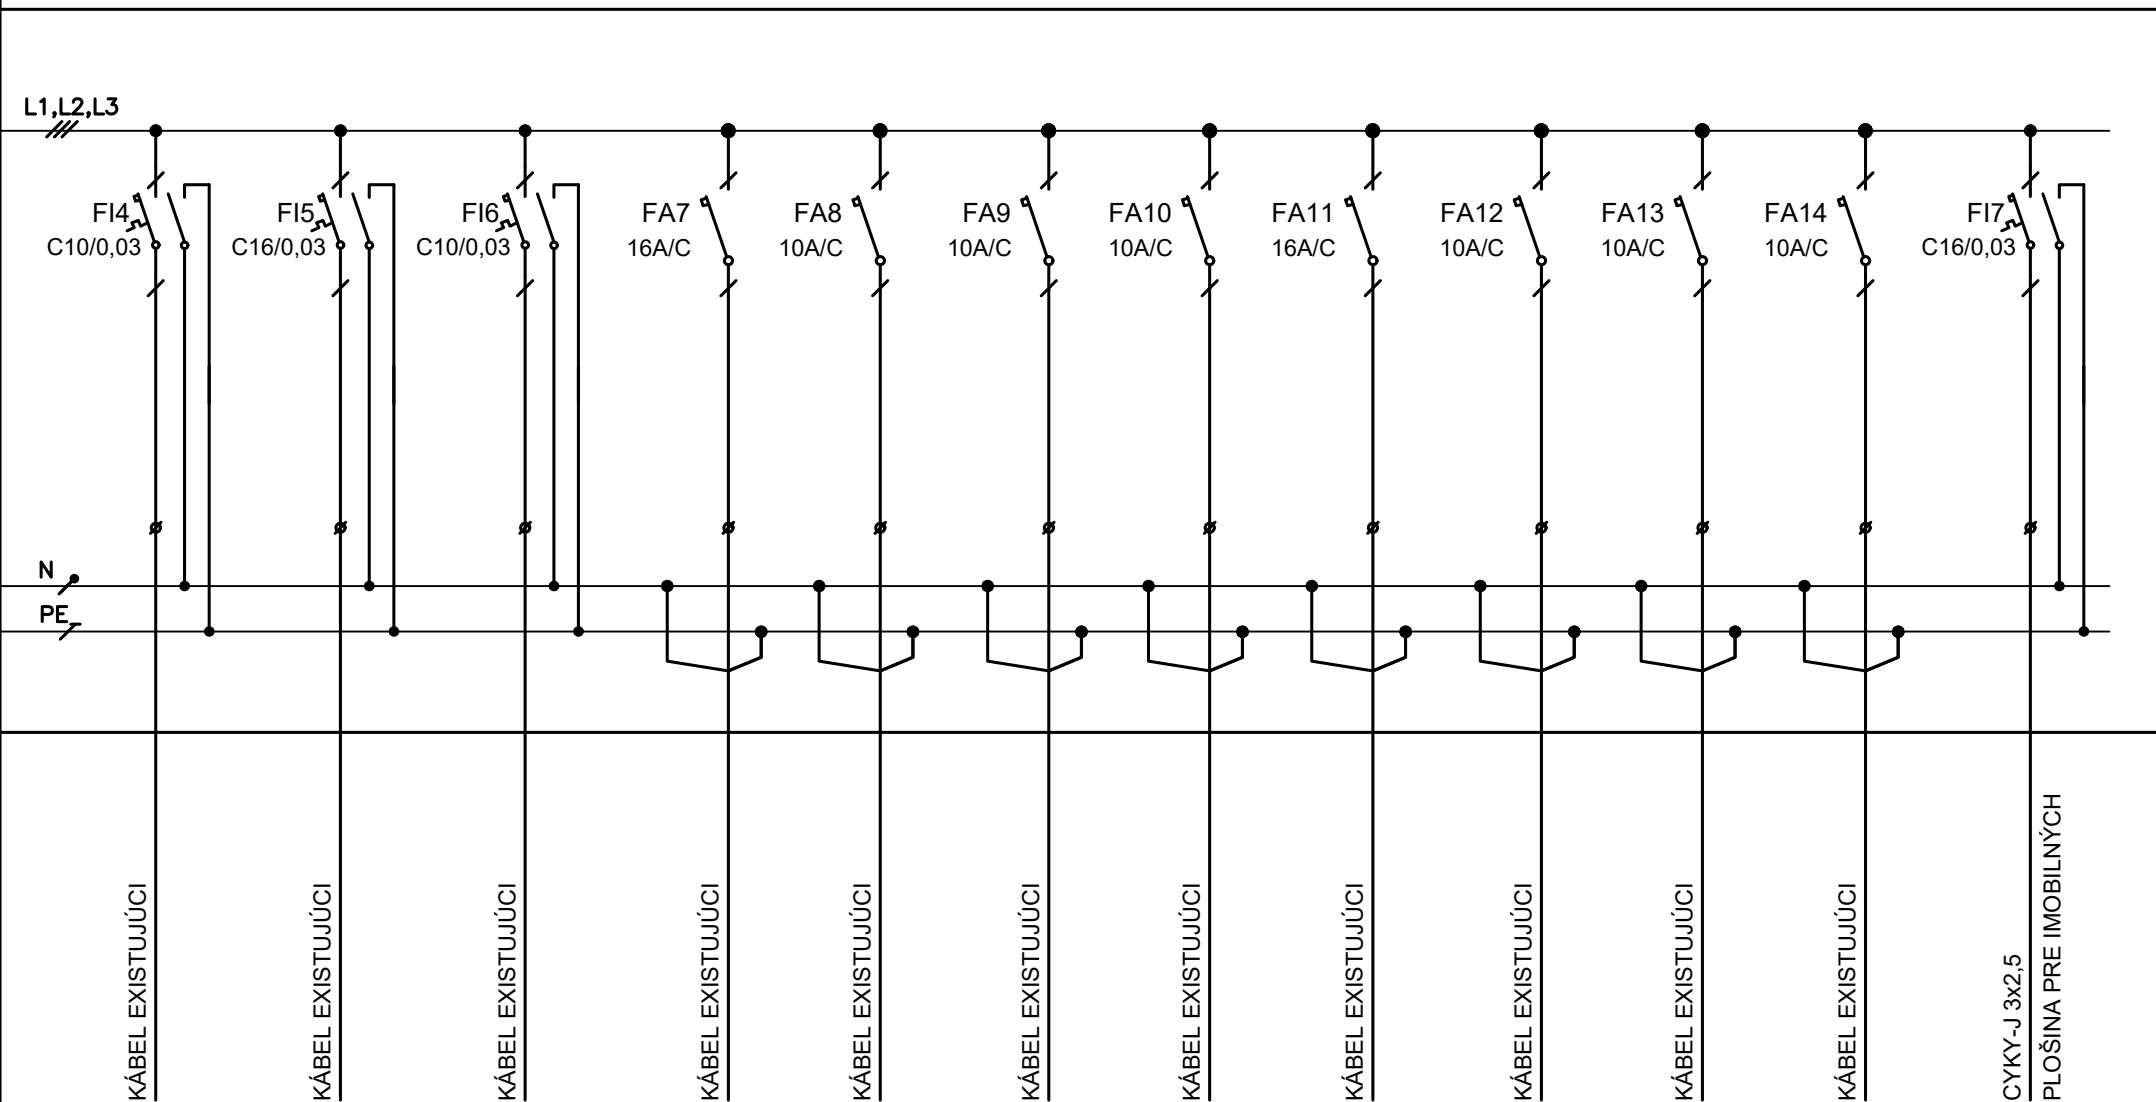 L1,L2,L3
FI4
C10/0,03
FI5
C16/0,03
FI6
C10/0,03
FA7
16A/C
FA8
10A/C
FA9
10A/C
FA10
10A/C
FA11
16A/C
FA12
10A/C
FA13
10A/C
FA14
10A/C
FI7
C16/0,03
N
PE
KÁBEL EXISTUJÚCI
KÁBEL EXISTUJÚCI
KÁBEL EXISTUJÚCI
KÁBEL EXISTUJÚCI
KÁBEL EXISTUJÚCI
KÁBEL EXISTUJÚCI
KÁBEL EXISTUJÚCI
KÁBEL EXISTUJÚCI
KÁBEL EXISTUJÚCI
KÁBEL EXISTUJÚCI
KÁBEL EXISTUJÚCI
CYKY-J 3x2,5
PLOŠINA PRE IMOBILNÝCH